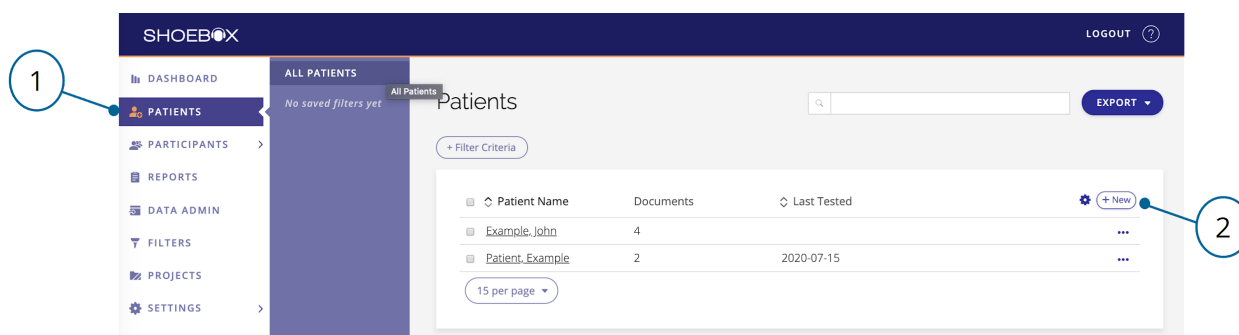 SHOEBOX
LOGOUT ?
1
DASHBOARD
PATIENTS
PARTICIPANTS
REPORTS
DATA ADMIN
FILTERS
PROJECTS
SETTINGS
ALL PATIENTS
All Patients
No saved filters yet
Patients
EXPORT
+ Filter Criteria
Patient Name Documents Last Tested + New
Example, John 4
Patient, Example 2 2020-07-15
15 per page
2